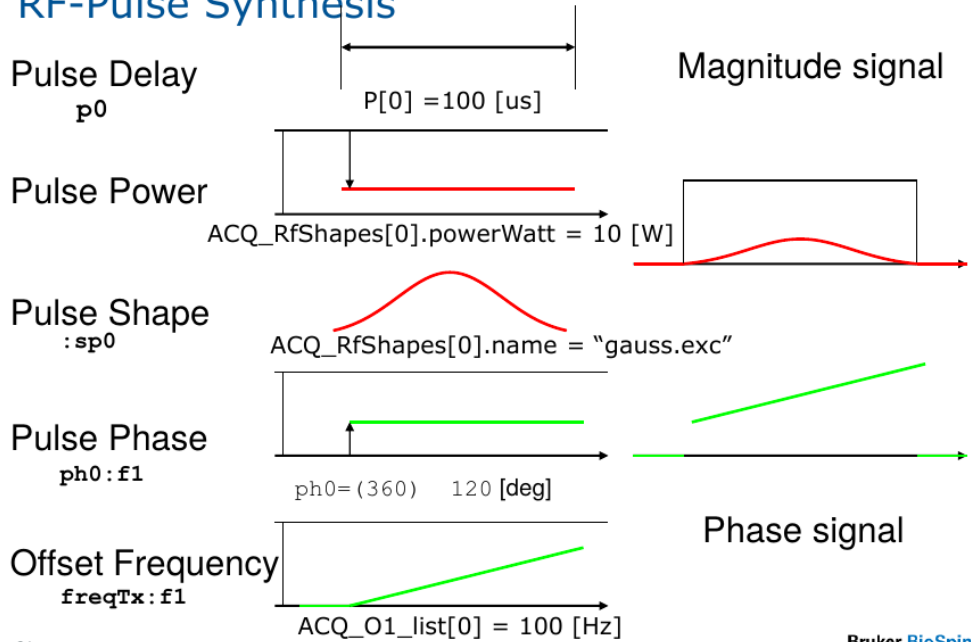 RF-Pulse Synthesis
Pulse Delay
p0
P[0] =100 [us]
Magnitude signal
Pulse Power
ACQ_RfShapes[0].powerWatt = 10 [W]
Pulse Shape
:sp0
ACQ_RfShapes[0].name = “gauss.exc”
Pulse Phase
ph0:f1
ph0=(360) 120 [deg]
Phase signal
Offset Frequency
freqTx:f1
ACQ_O1_list[0] = 100 [Hz]
Bruker BioSpin